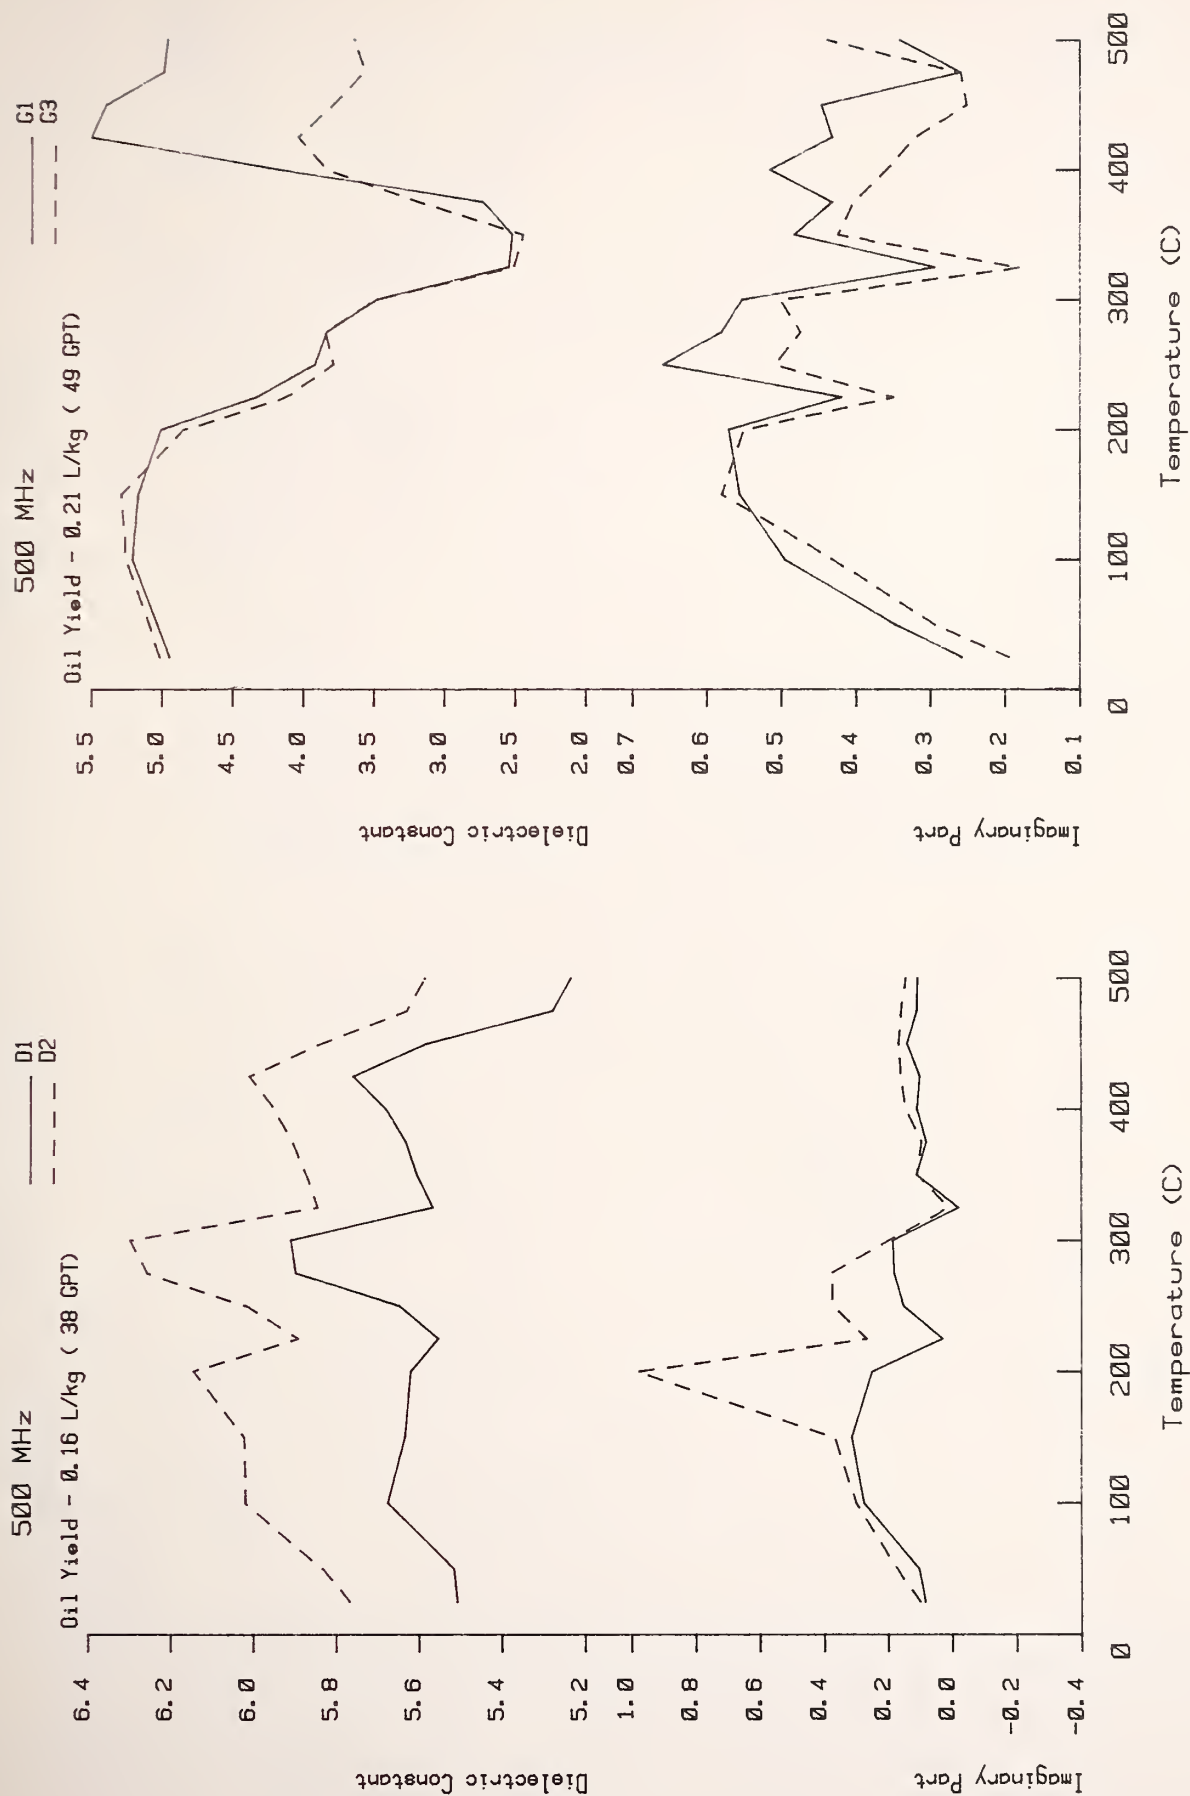 500 MHz
Oil Yield - 0.16 L/kg ( 38 GPT)
D1
D2
6.4
6.2
6.0
5.8
5.6
5.4
5.2
Dielectric Constant
1.0
0.8
0.6
0.4
0.2
0.0
-0.2
-0.4
Imaginary Part
0 100 200 300 400 500
Temperature (C)
500 MHz
Oil Yield - 0.21 L/kg ( 49 GPT)
G1
G3
5.5
5.0
4.5
4.0
3.5
3.0
2.5
2.0
Dielectric Constant
0.7
0.6
0.5
0.4
0.3
0.2
0.1
Imaginary Part
0 100 200 300 400 500
Temperature (C)